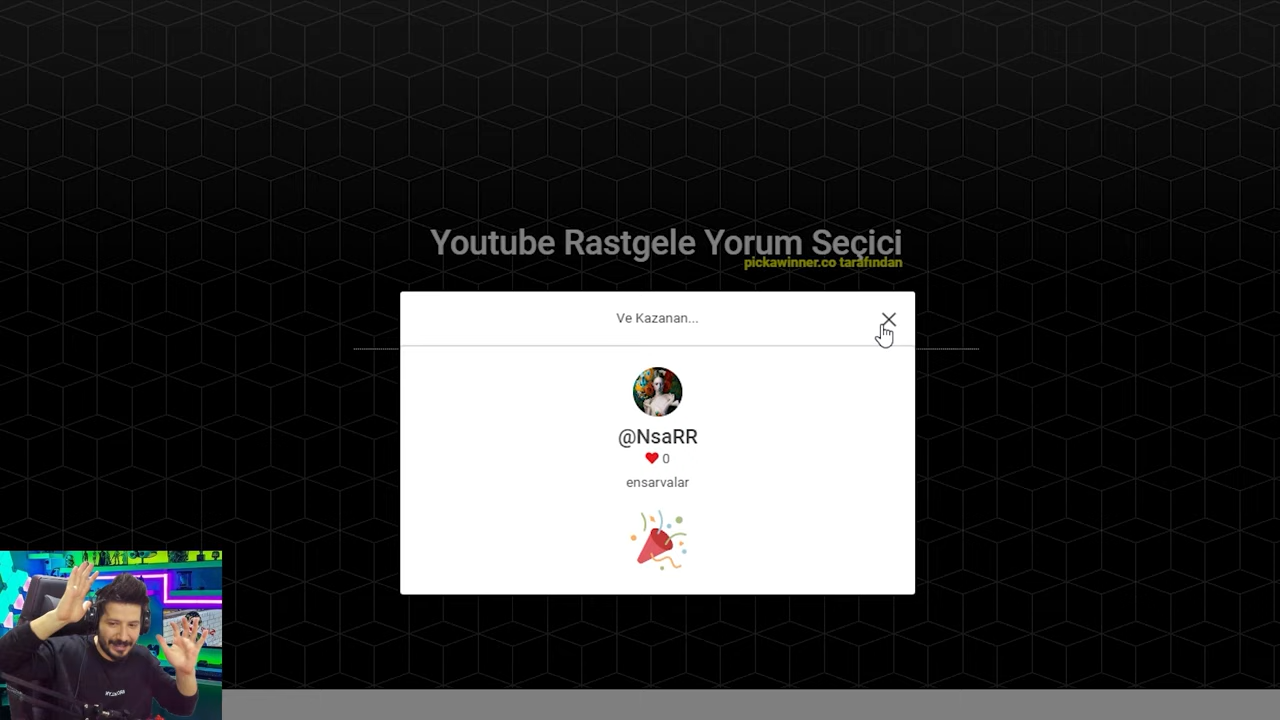 Youtube Rastgele Yorum Seçici
pickawinner.co tarafından
Ve Kazanan...
@NsaRR
0
ensarvalar